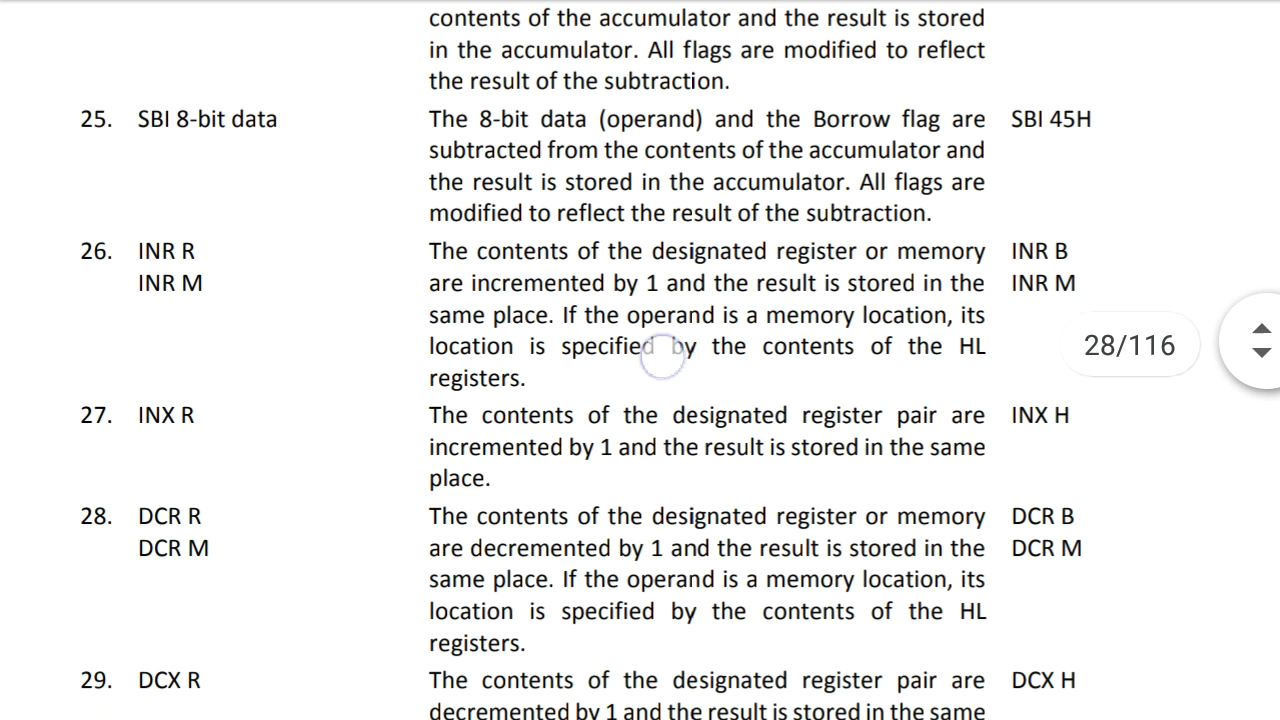 contents of the accumulator and the result is stored
in the accumulator. All flags are modified to reflect
the result of the subtraction.
25. SBI 8-bit data The 8-bit data (operand) and the Borrow flag are SBI 45H
subtracted from the contents of the accumulator and
the result is stored in the accumulator. All flags are
modified to reflect the result of the subtraction.
26. INR R The contents of the designated register or memory INR B
INR M are incremented by 1 and the result is stored in the INR M
same place. If the operand is a memory location, its
location is specified by the contents of the HL
registers.
28/116
27. INX R The contents of the designated register pair are INX H
incremented by 1 and the result is stored in the same
place.
28. DCR R The contents of the designated register or memory DCR B
DCR M are decremented by 1 and the result is stored in the DCR M
same place. If the operand is a memory location, its
location is specified by the contents of the HL
registers.
29. DCX R The contents of the designated register pair are DCX H
decremented by 1 and the result is stored in the same